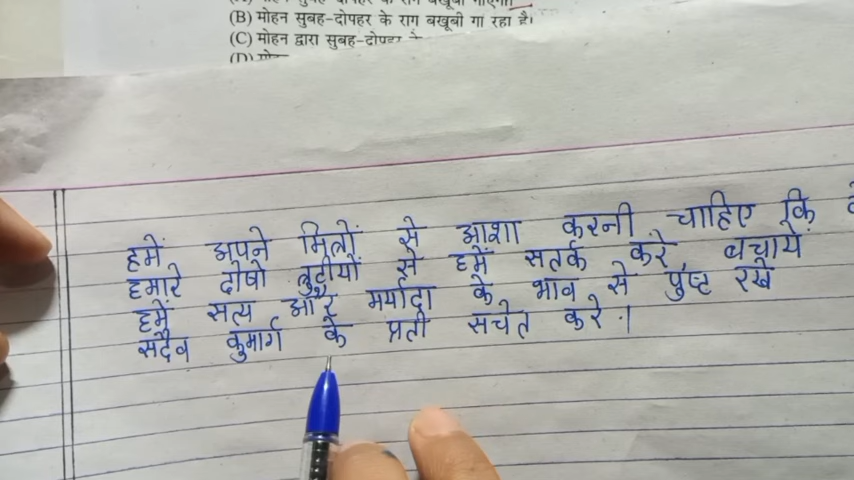 (B) मोहन सुबह-दोपहर के राग बखूबी गा रहा है।
(C) मोहन द्वारा सुबह-दोपहर के
हमें अपने मित्रों से आशा करनी चाहिए कि वे
हमारे दोषो त्रुटीयों से हमें सतर्क करे, बचाये
हमें सत्य और मर्यादा के भाव से पुष्ट रखे
सदैव कुमार्ग के प्रती सचेत करे।